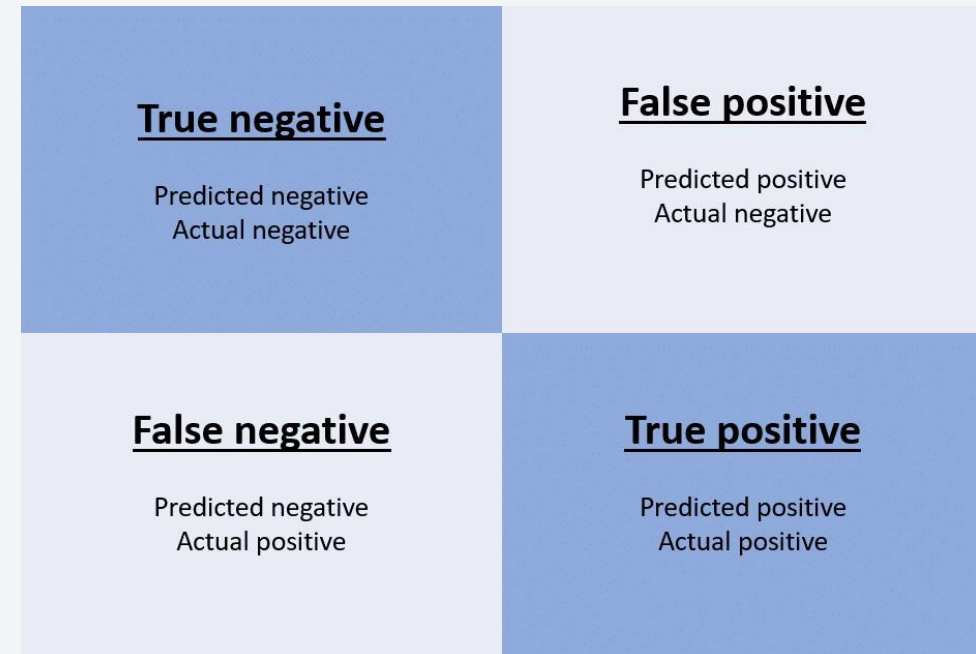 True negative
Predicted negative
Actual negative
False positive
Predicted positive
Actual negative
False negative
Predicted negative
Actual positive
True positive
Predicted positive
Actual positive